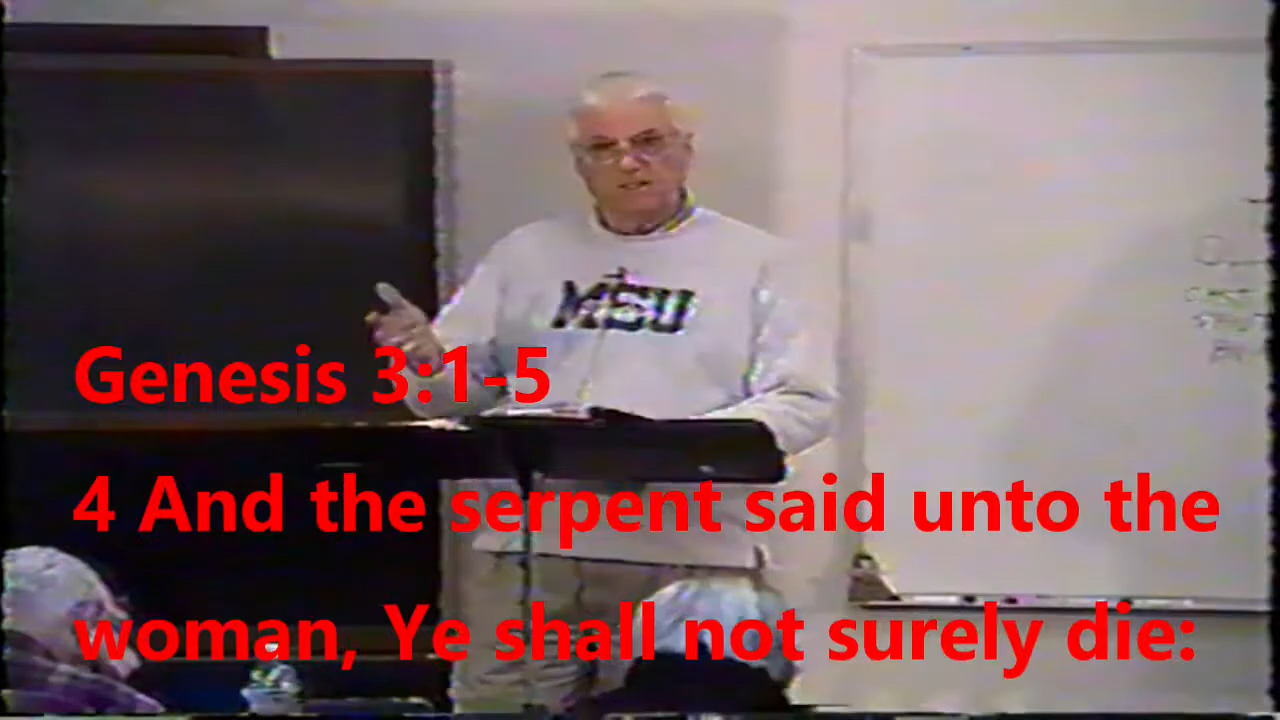 MSU
Genesis 3:1-5
4 And the serpent said unto the
woman, Ye shall not surely die: